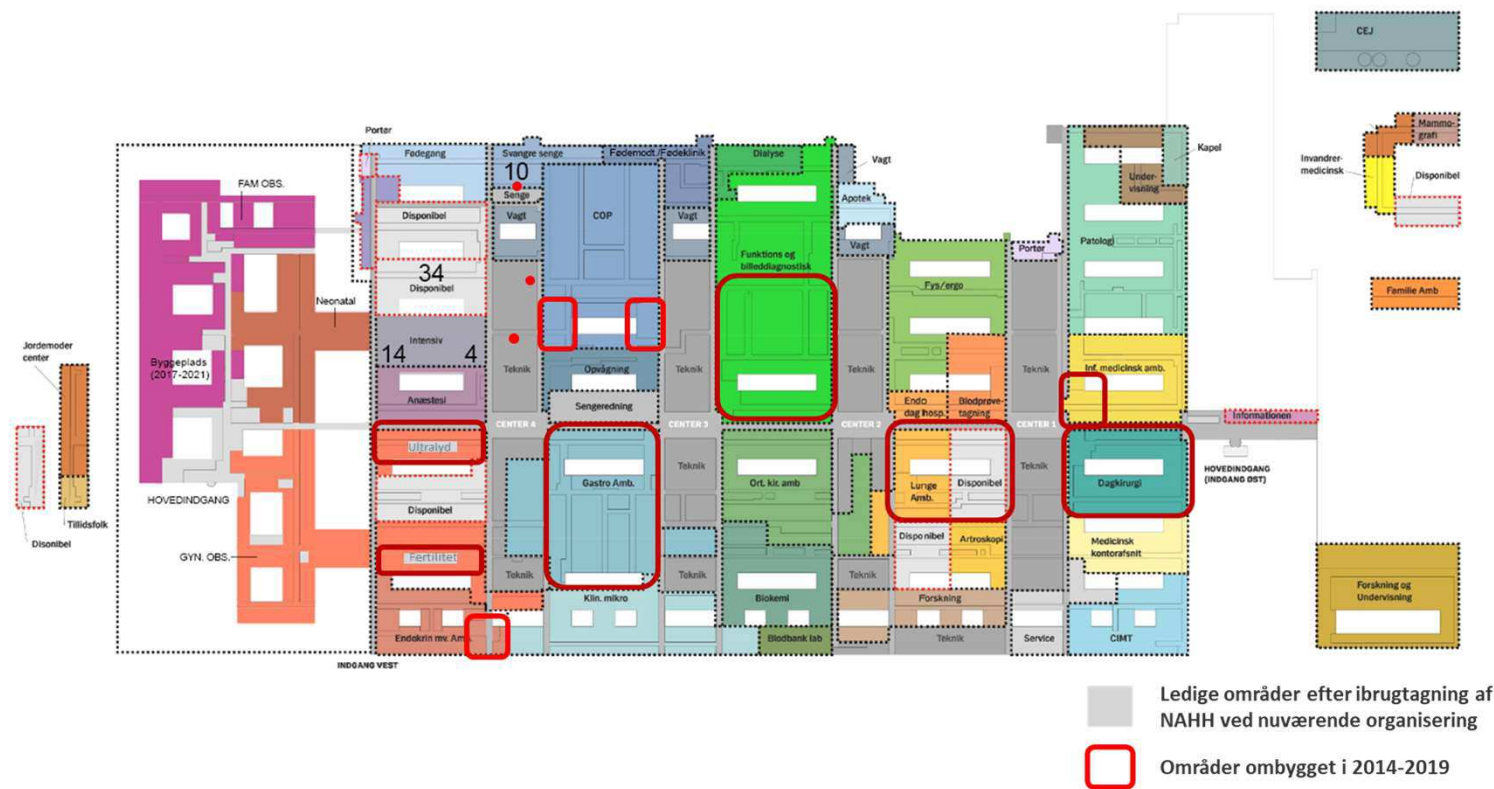 CEJ
Mammo-
grafi
Invandrer-
medicinsk
Disponibel
Familie Amb
Portør
Fødegang
Svangre senge
Fødemodt./Fødeklinik
Dialyse
Vagt
Kapel
10
Senge
Under-
visning
FAM OBS.
Disponibel
Vagt
COP
Vagt
Apotek
Vagt
Patologi
Portør
Funktions og
billeddiagnostisk
34
Disponibel
Fys/ergo
Neonatal
Intensiv
14
4
Jordemoder
center
Byggeplads
(2017-2021)
Teknik
Opvågning
Teknik
Teknik
Teknik
Inf. medicinsk amb.
Anæstesi
Sengeredning
Endo
dag hosp.
Blodprøve-
tagning
Informationen
CENTER 4
CENTER 3
CENTER 2
CENTER 1
Ultralyd
Teknik
Teknik
HOVEDINDGANG
(INDGANG ØST)
Gastro Amb.
Ort. kir. amb
Lunge
Amb.
Disponibel
Dagkirurgi
HOVEDINDGANG
Disponibel
Tillidsfolk
Disonibel
Disponibel
Artroskopi
Medicinsk
kontorafsnit
GYN. OBS.
Fertilitet
Teknik
Teknik
Teknik
Forskning og
Undervisning
Klin. mikro
Biokemi
Forskning
Endokrin mv. Am
Blodbank lab
Teknik
Service
CIMT
INDGANG VEST
Ledige områder efter ibrugtagning af
NAHH ved nuværende organisering
Områder ombygget i 2014-2019